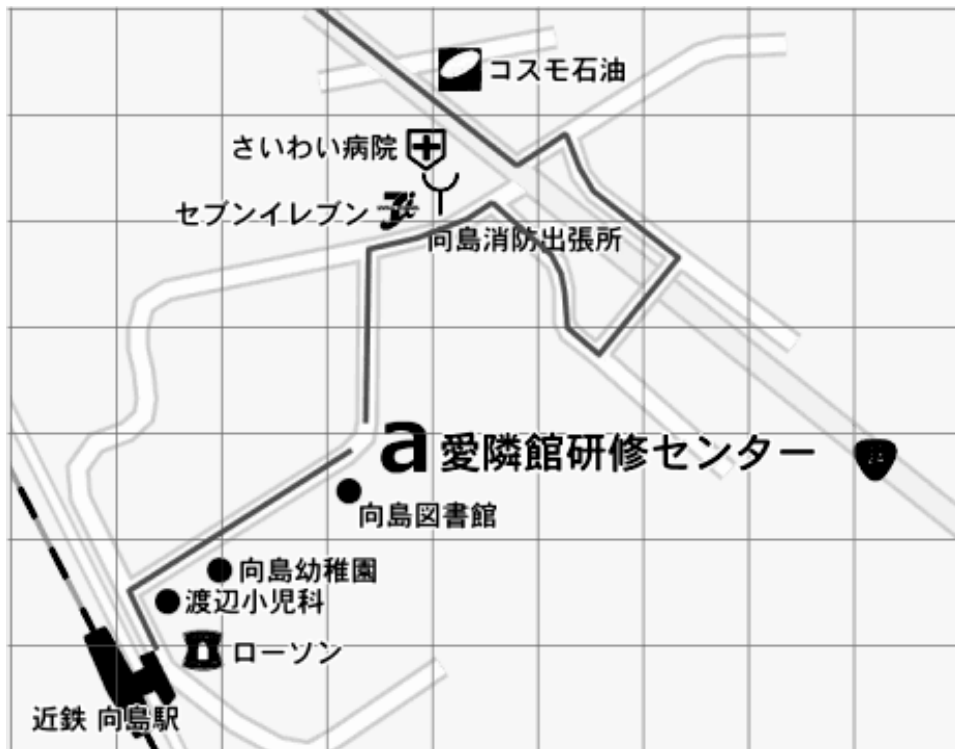 コスモ石油
さいわい病院
セブンイレブン
向島消防出張所
a 愛隣館研修センター
向島図書館
向島幼稚園
渡辺小児科
ローソン
近鉄 向島駅